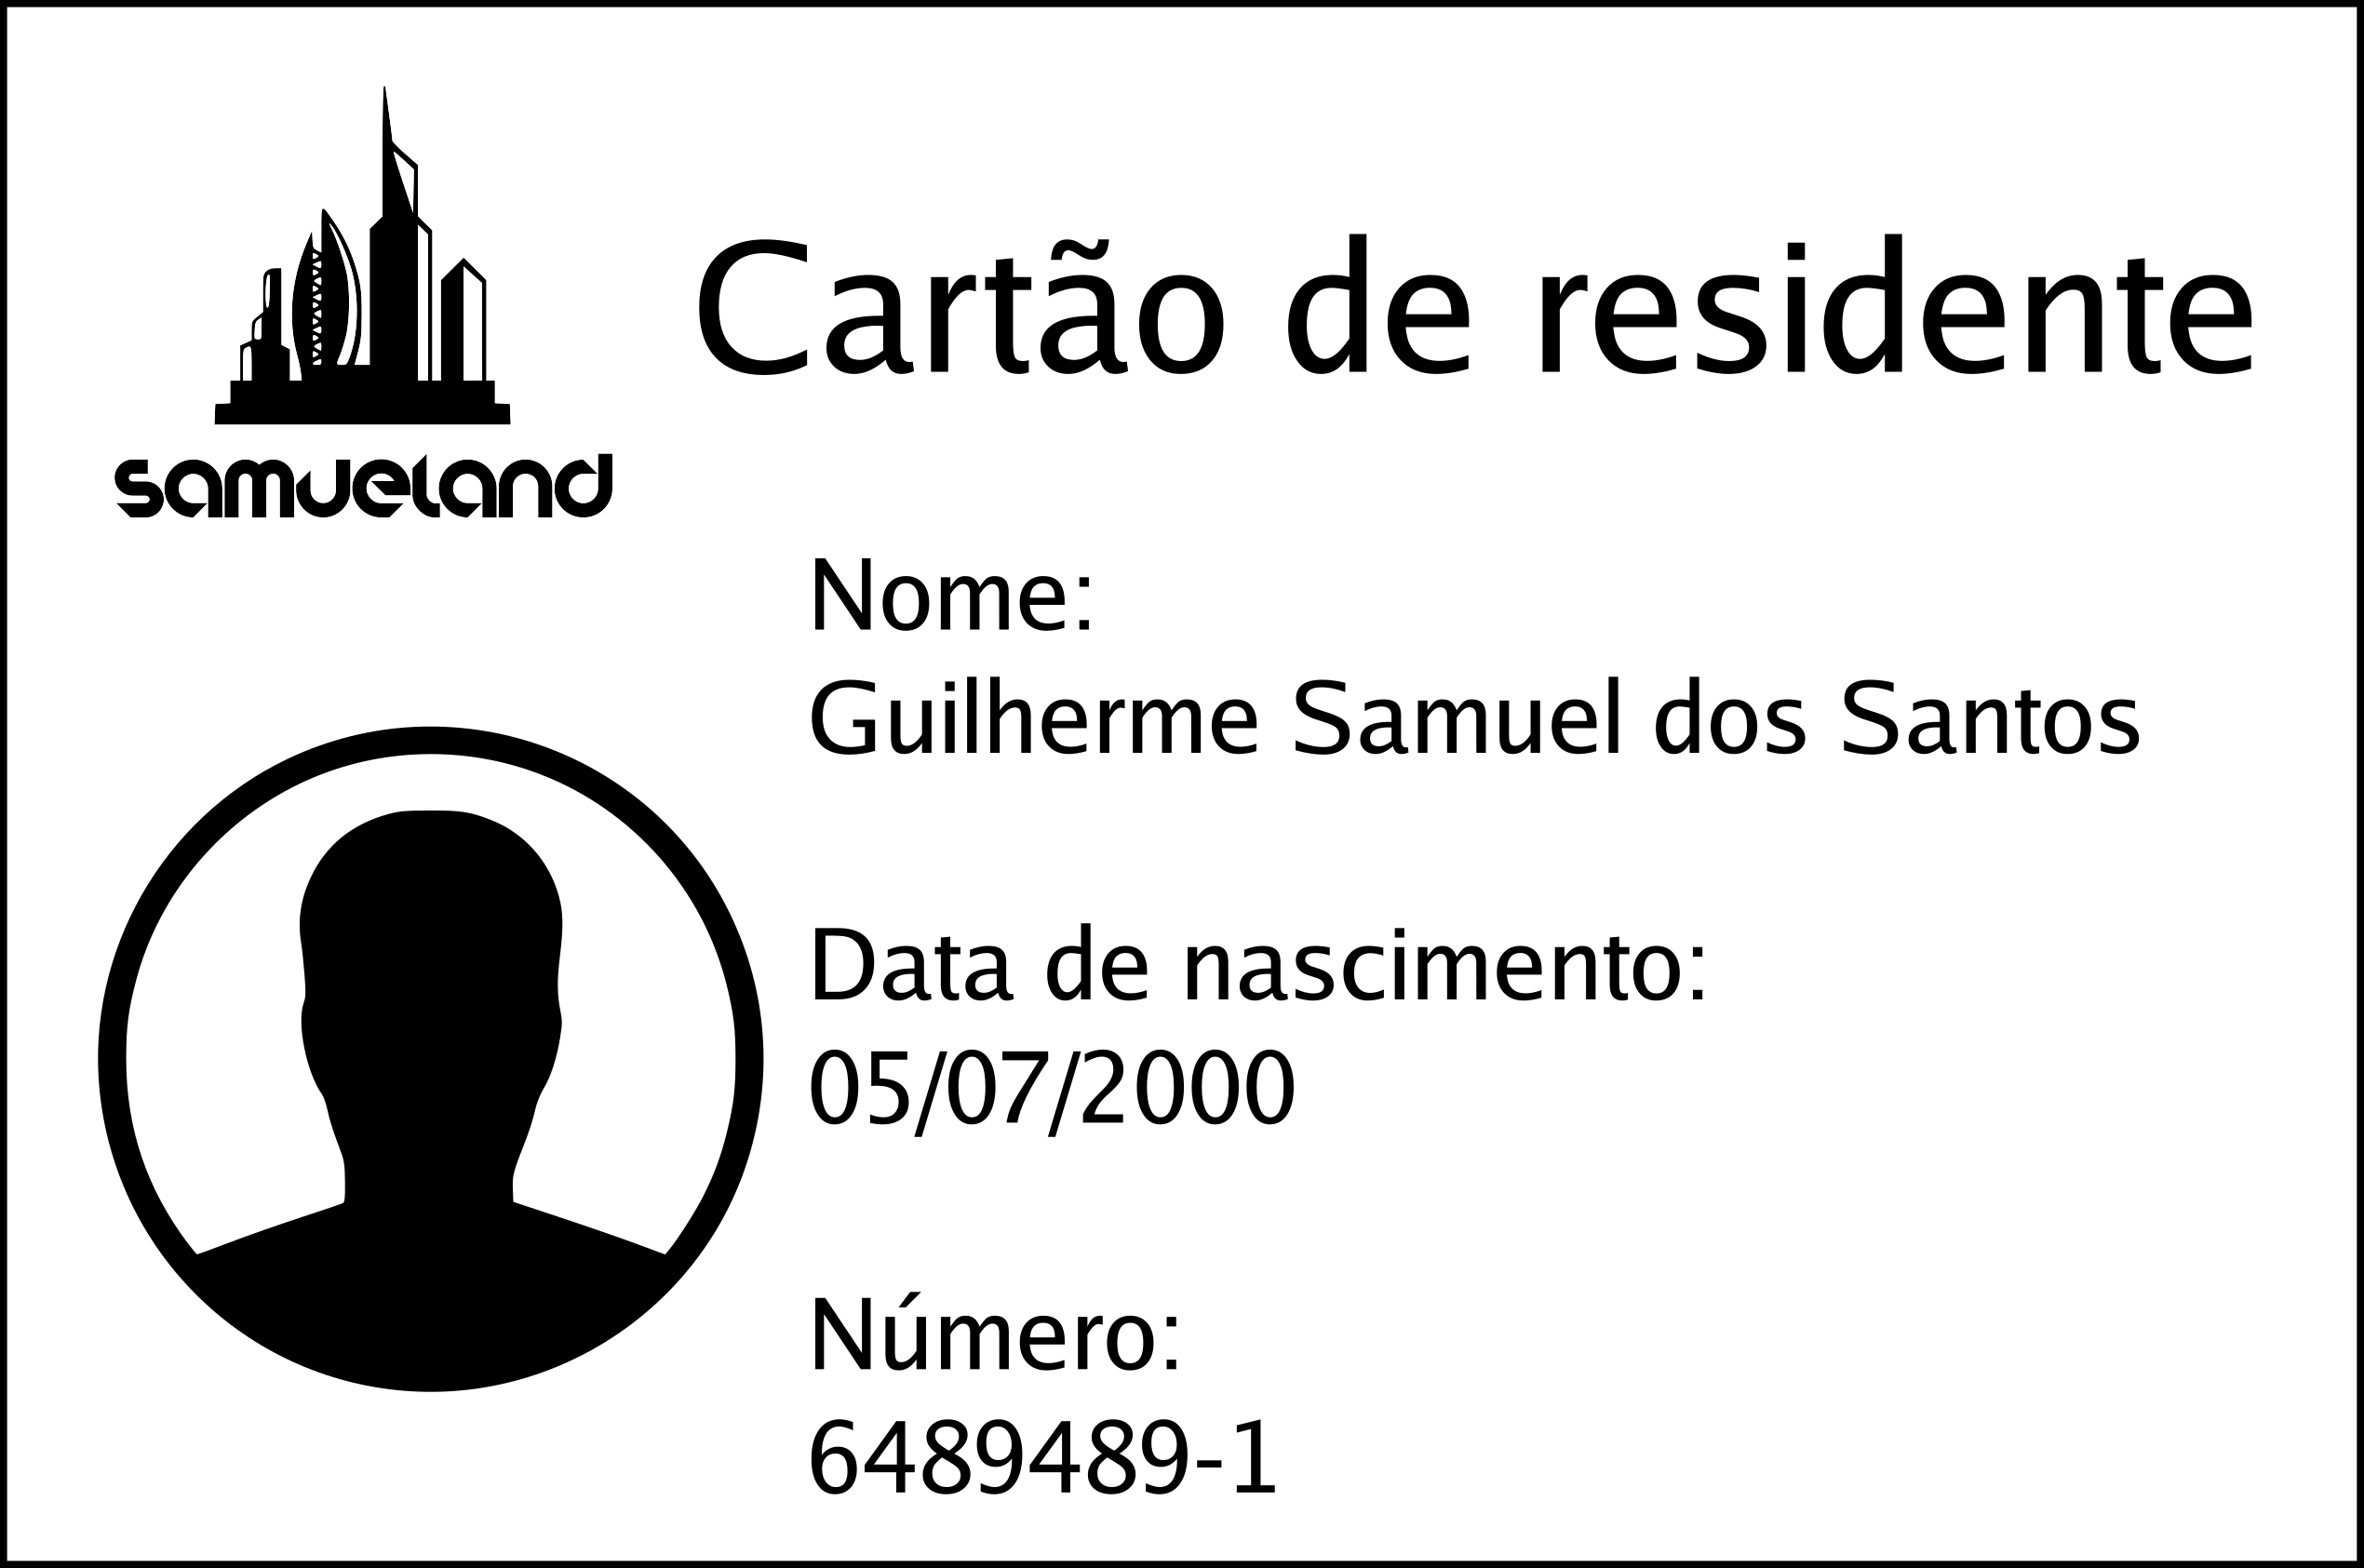 Cartão de residente
samueland
Nome:
Guilherme Samuel dos Santos
Data de nascimento:
05/07/2000
Número:
6489489-1